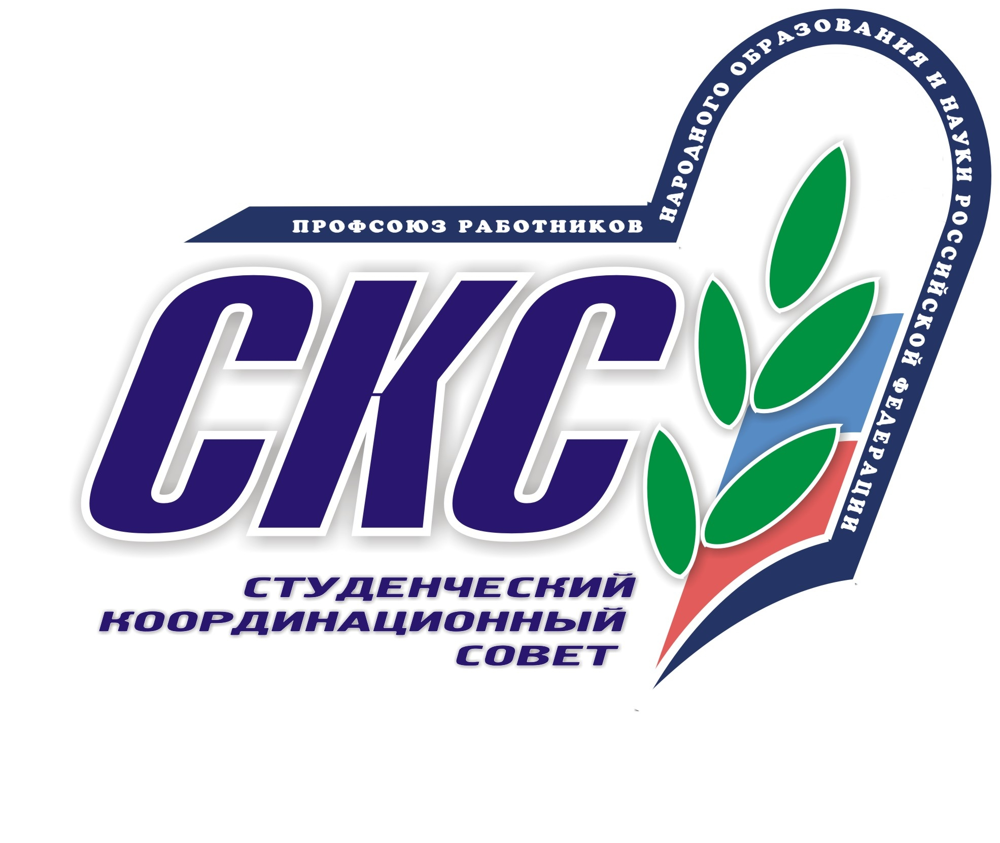 ПРОФСОЮЗ РАБОТНИКОВ
НАРОДНОГО ОБРАЗОВАНИЯ И НАУКИ РОССИЙСКОЙ ФЕДЕРАЦИИ
СКС
СТУДЕНЧЕСКИЙ
КООРДИНАЦИОННЫЙ
СОВЕТ